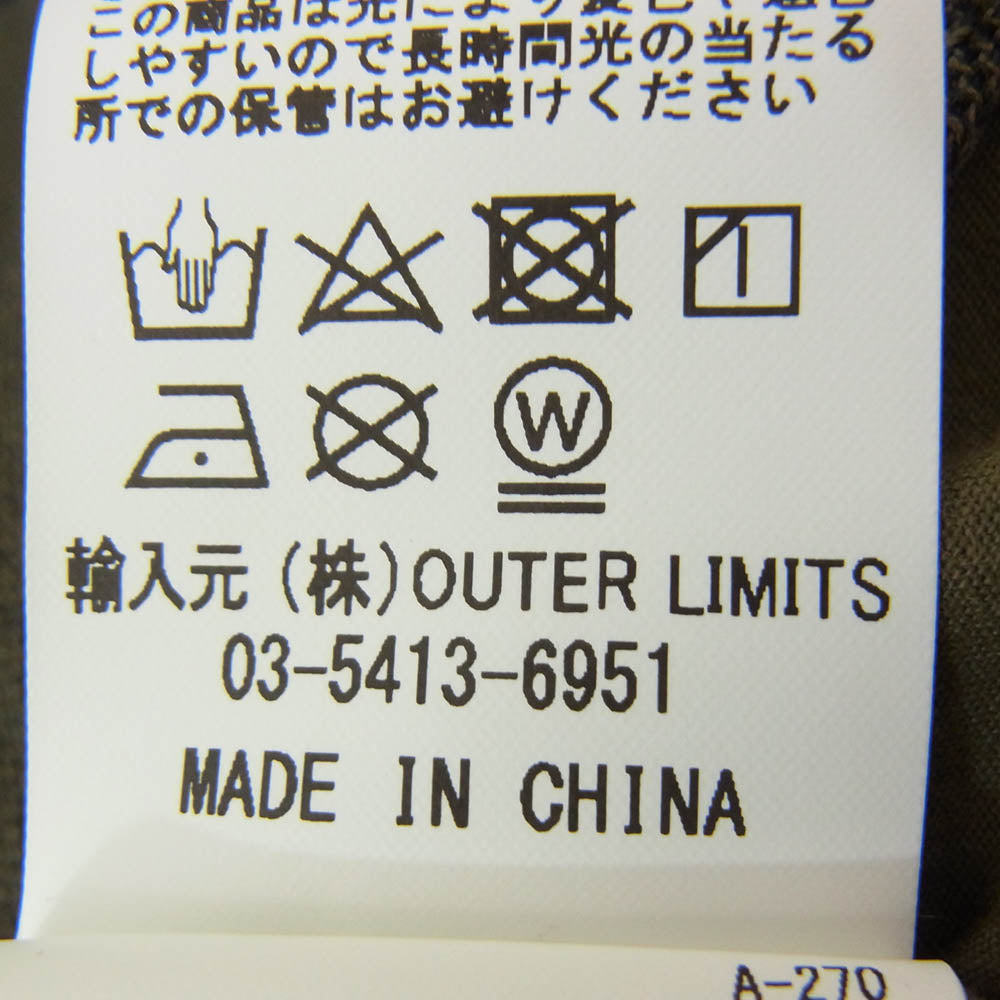 この商品は光により変色や退色
しやすいので長時間光の当たる
所での保管はお避けください
W
輸入元 (株)OUTER LIMITS
03-5413-6951
MADE IN CHINA
A-270